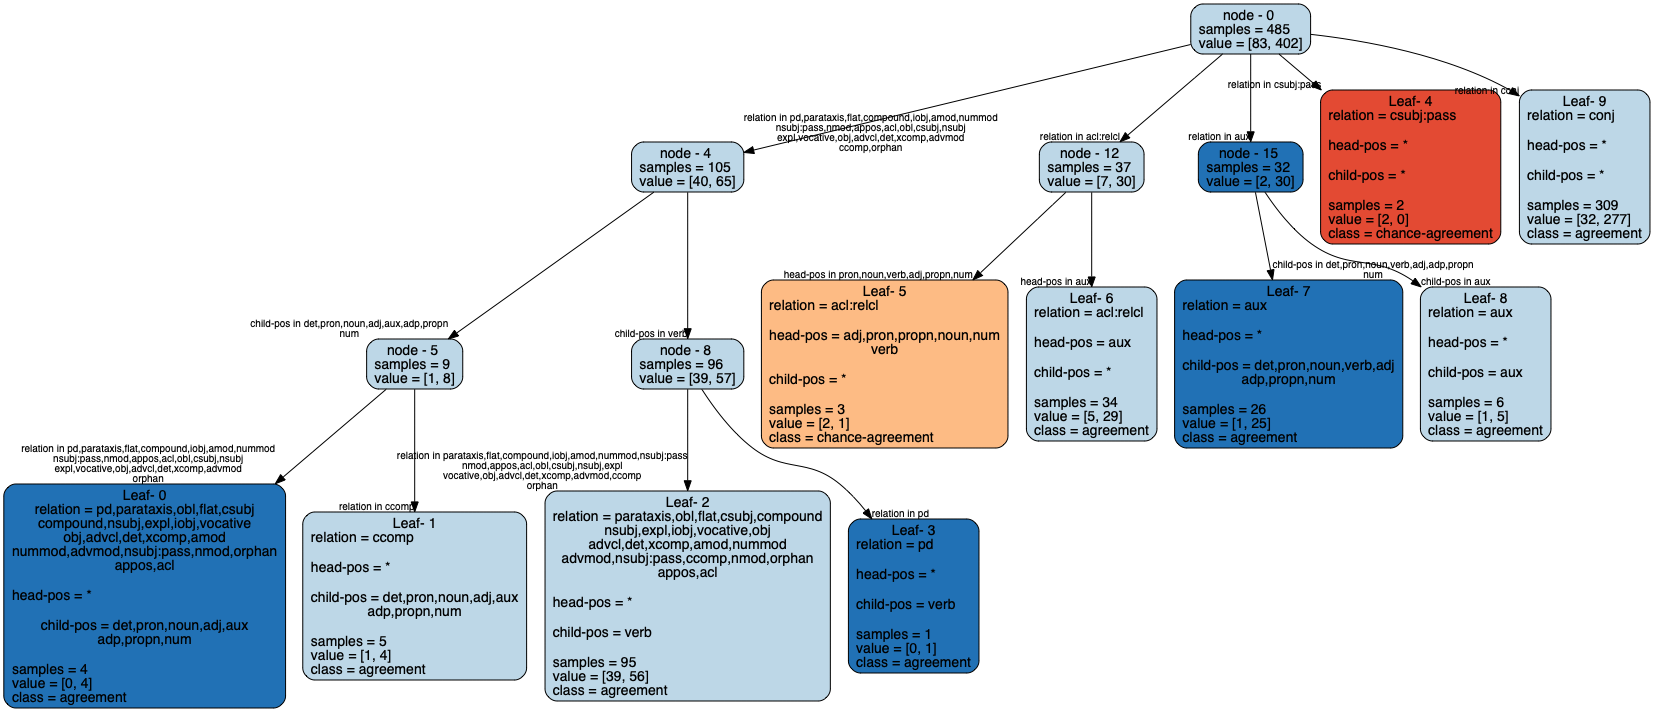 node - 0
samples = 485
value = [83, 402]
relation in pd,parataxis,flat,compound,iobj,amod,nummod
nsubj:pass,nmod,appos,acl,obl,csubj,nsubj
expl,vocative,obj,advcl,det,xcomp,advmod
ccomp,orphan
relation in acl:relcl
relation in aux
relation in csubj:pass
relation in conj
node - 4
samples = 105
value = [40, 65]
node - 12
samples = 37
value = [7, 30]
node - 15
samples = 32
value = [2, 30]
Leaf- 4
relation = csubj:pass
head-pos = *
child-pos = *
samples = 2
value = [2, 0]
class = chance-agreement
Leaf- 9
relation = conj
head-pos = *
child-pos = *
samples = 309
value = [32, 277]
class = agreement
child-pos in det,pron,noun,adj,aux,adp,propn
num
child-pos in verb
head-pos in pron,noun,verb,adj,propn,num
head-pos in aux
child-pos in det,pron,noun,verb,adj,adp,propn
num
child-pos in aux
node - 5
samples = 9
value = [1, 8]
node - 8
samples = 96
value = [39, 57]
Leaf- 5
relation = acl:relcl
head-pos = adj,pron,propn,noun,num
verb
child-pos = *
samples = 3
value = [2, 1]
class = chance-agreement
Leaf- 6
relation = acl:relcl
head-pos = aux
child-pos = *
samples = 34
value = [5, 29]
class = agreement
Leaf- 7
relation = aux
head-pos = *
child-pos = det,pron,noun,verb,adj
adp,propn,num
samples = 26
value = [1, 25]
class = agreement
Leaf- 8
relation = aux
head-pos = *
child-pos = aux
samples = 6
value = [1, 5]
class = agreement
relation in pd,parataxis,flat,compound,iobj,amod,nummod
nsubj:pass,nmod,appos,acl,obl,csubj,nsubj
expl,vocative,obj,advcl,det,xcomp,advmod
orphan
relation in ccomp
relation in parataxis,flat,compound,iobj,amod,nummod,nsubj:pass
nmod,appos,acl,obl,csubj,nsubj,expl
vocative,obj,advcl,det,xcomp,advmod,ccomp
orphan
relation in pd
Leaf- 0
relation = pd,parataxis,obl,flat,csubj
compound,nsubj,expl,iobj,vocative
obj,advcl,det,xcomp,amod
nummod,advmod,nsubj:pass,nmod,orphan
appos,acl
head-pos = *
child-pos = det,pron,noun,adj,aux
adp,propn,num
samples = 4
value = [0, 4]
class = agreement
Leaf- 1
relation = ccomp
head-pos = *
child-pos = det,pron,noun,adj,aux
adp,propn,num
samples = 5
value = [1, 4]
class = agreement
Leaf- 2
relation = parataxis,obl,flat,csubj,compound
nsubj,expl,iobj,vocative,obj
advcl,det,xcomp,amod,nummod
advmod,nsubj:pass,ccomp,nmod,orphan
appos,acl
head-pos = *
child-pos = verb
samples = 95
value = [39, 56]
class = agreement
Leaf- 3
relation = pd
head-pos = *
child-pos = verb
samples = 1
value = [0, 1]
class = agreement